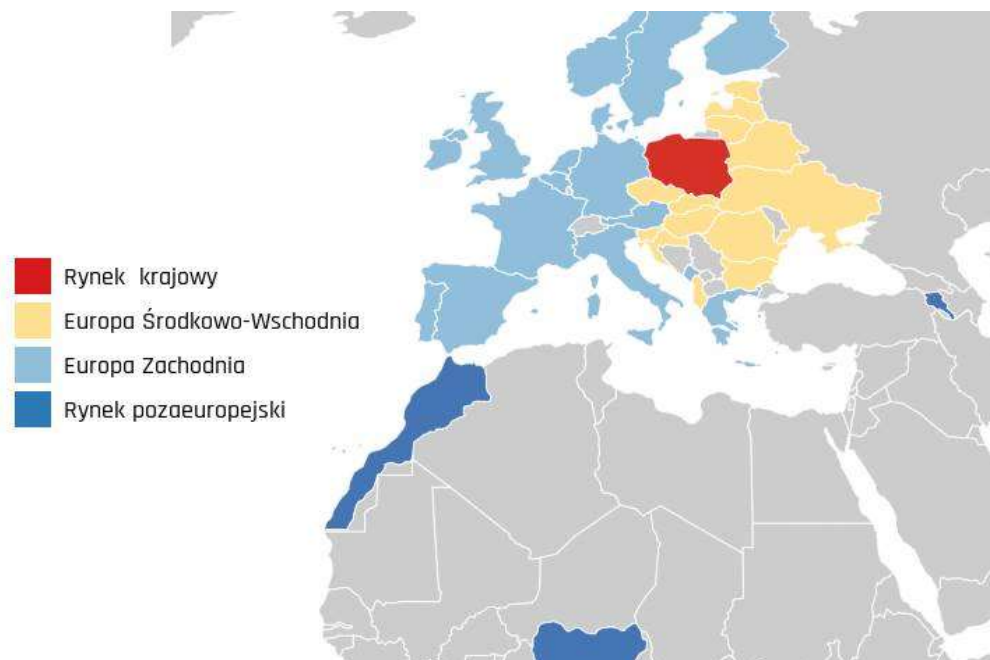 Rynek krajowy
Europa Środkowo-Wschodnia
Europa Zachodnia
Rynek pozaeuropejski